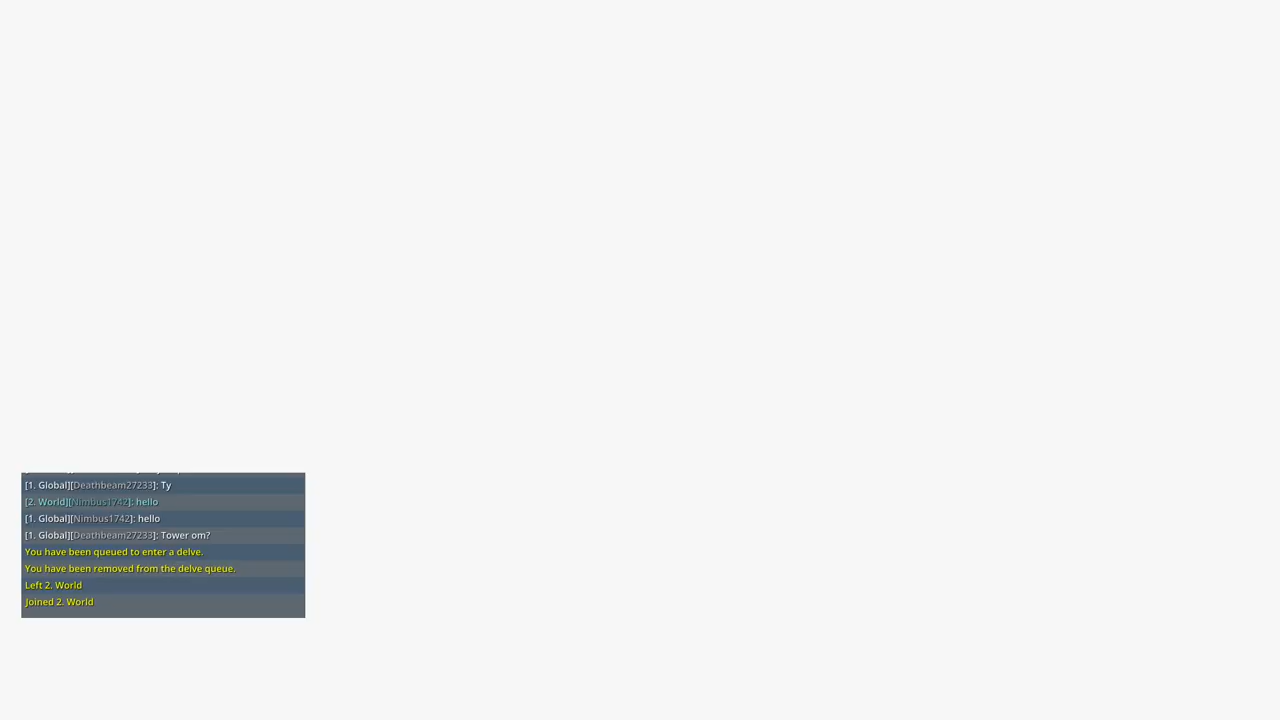 [1. Global][Deathbeam27233]: Ty
[2. World][Nimbus1742]: hello
[1. Global][Nimbus1742]: hello
[1. Global][Deathbeam27233]: Tower om?
You have been queued to enter a delve.
You have been removed from the delve queue.
Left 2. World
Joined 2. World